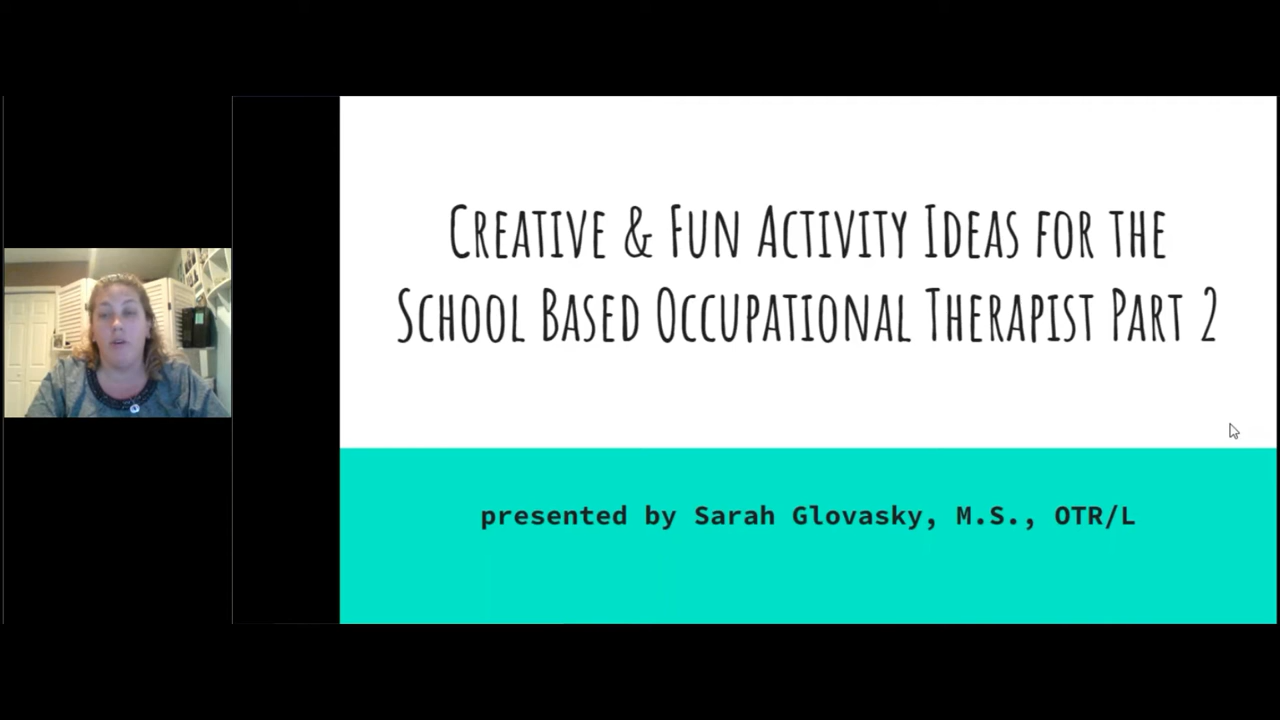 Creative & Fun Activity Ideas for the
School Based Occupational Therapist Part 2
presented by Sarah Glovasky, M.S., OTR/L